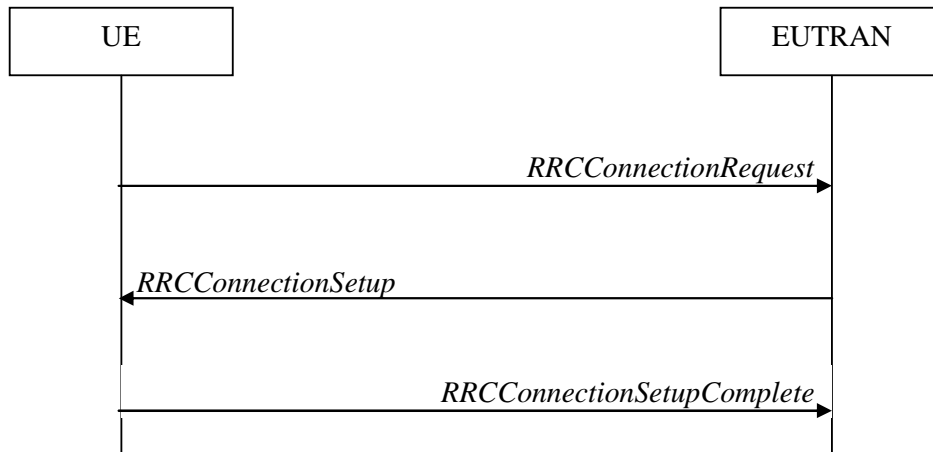 UE
EUTRAN
RRCConnectionRequest
RRCConnectionSetup
RRCConnectionSetupComplete